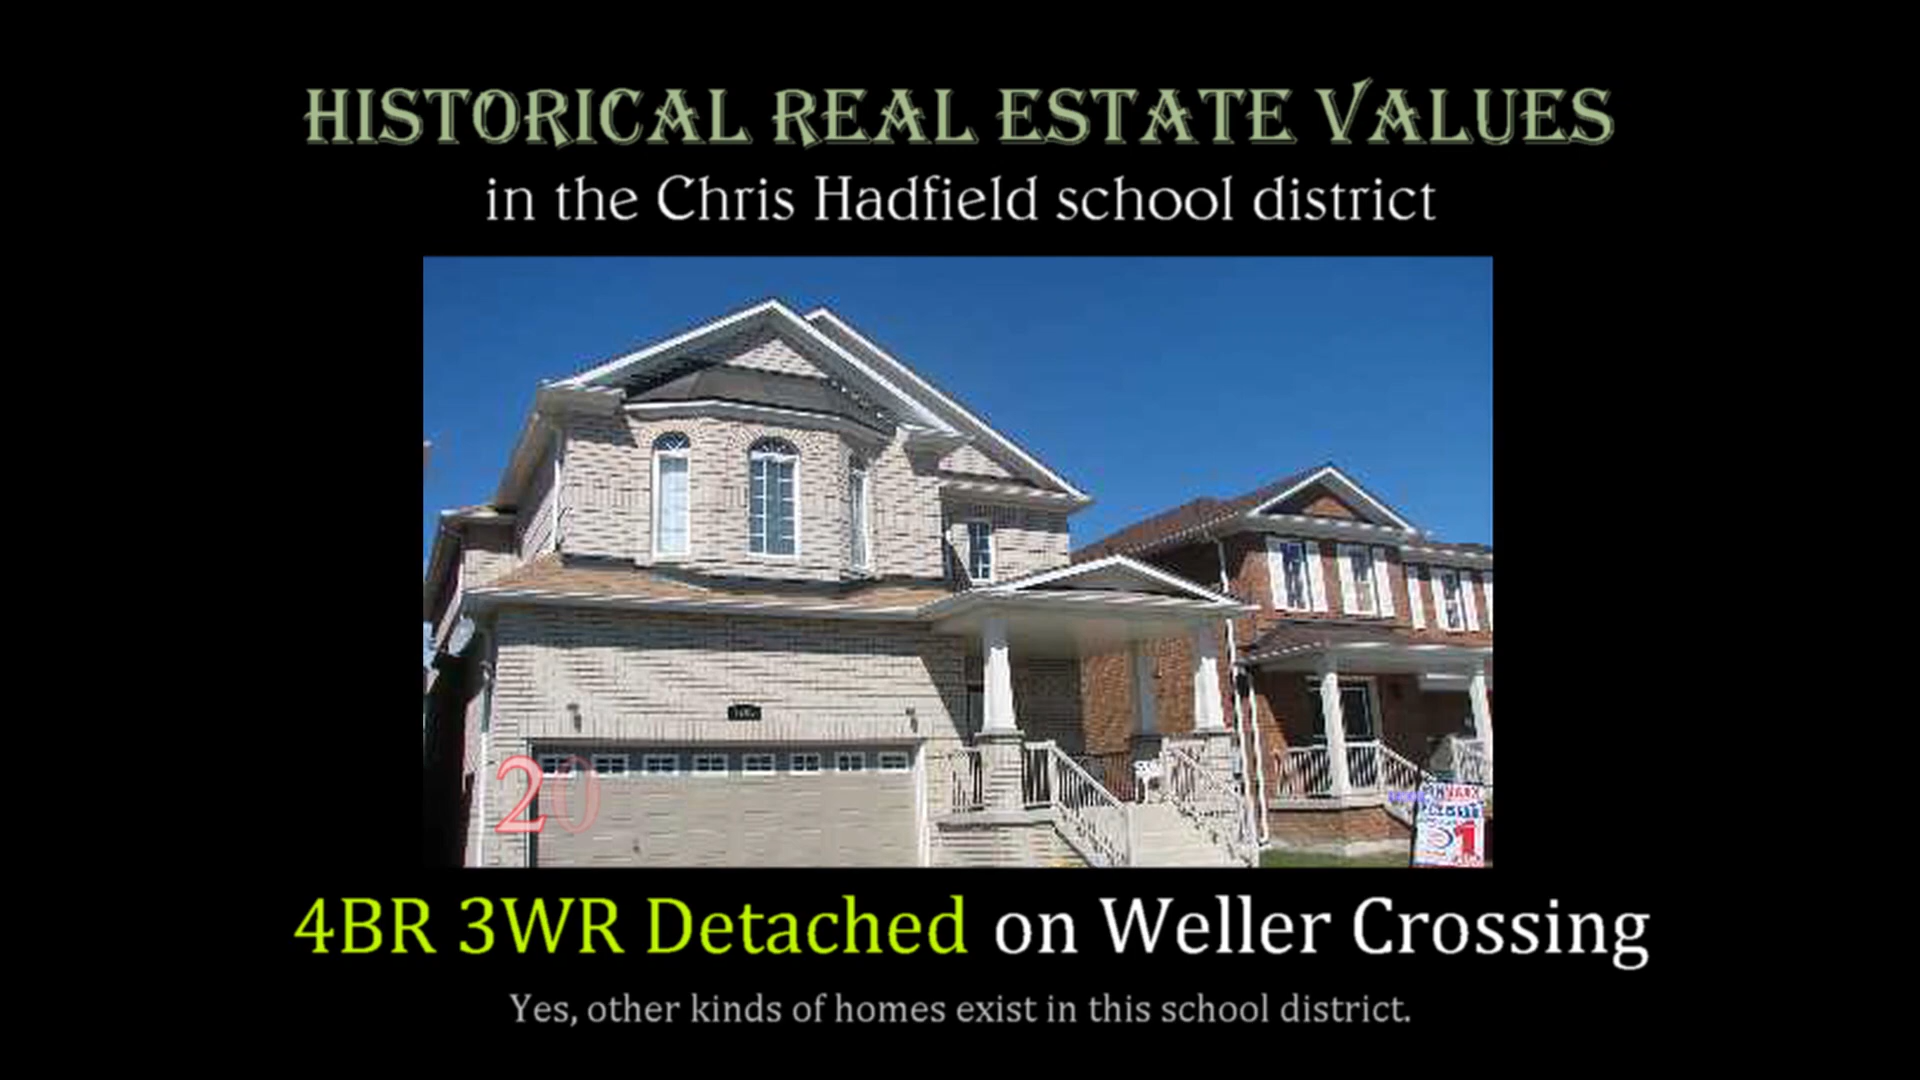 HISTORICAL REAL ESTATE VALUES
in the Chris Hadfield school district
20
4BR 3WR Detached on Weller Crossing
Yes, other kinds of homes exist in this school district.